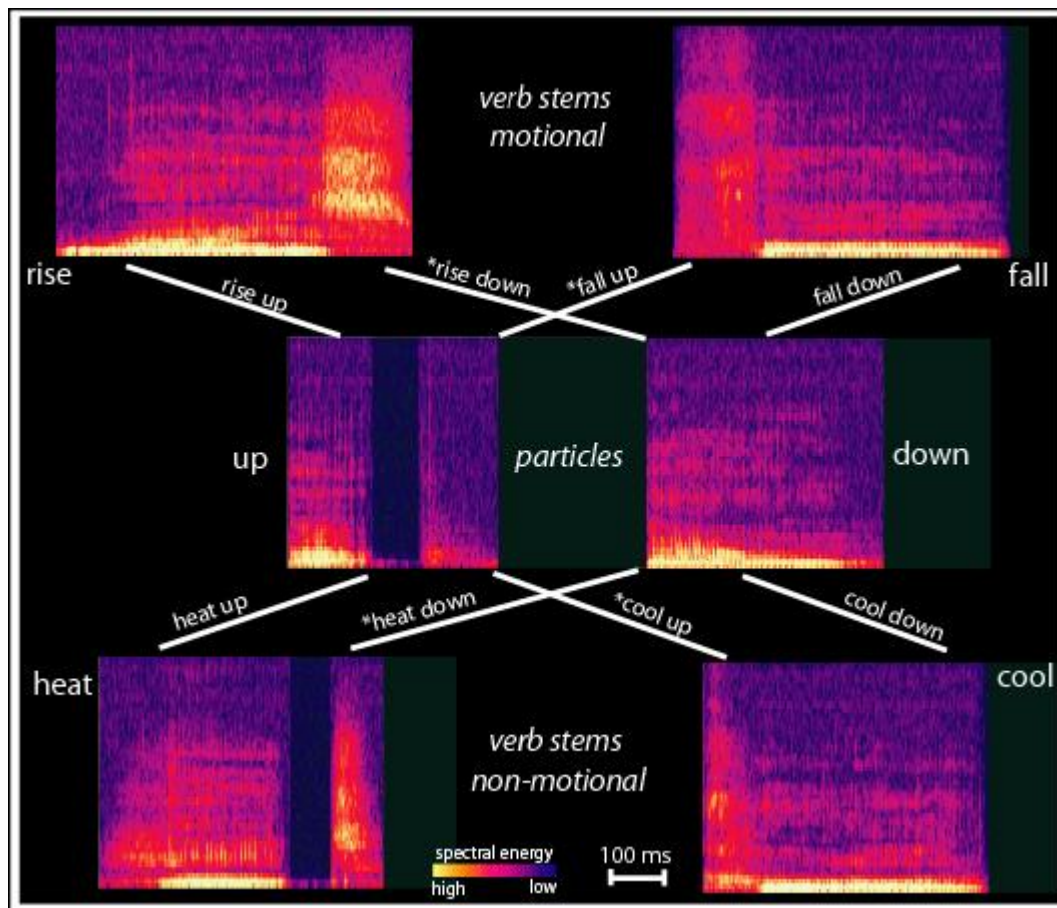 verb stems
motional
rise
fall
rise up
*rise down
*fall up
fall down
up
particles
down
heat up
*heat down
*cool up
cool down
heat
cool
verb stems
non-motional
spectral energy
high
low
100 ms